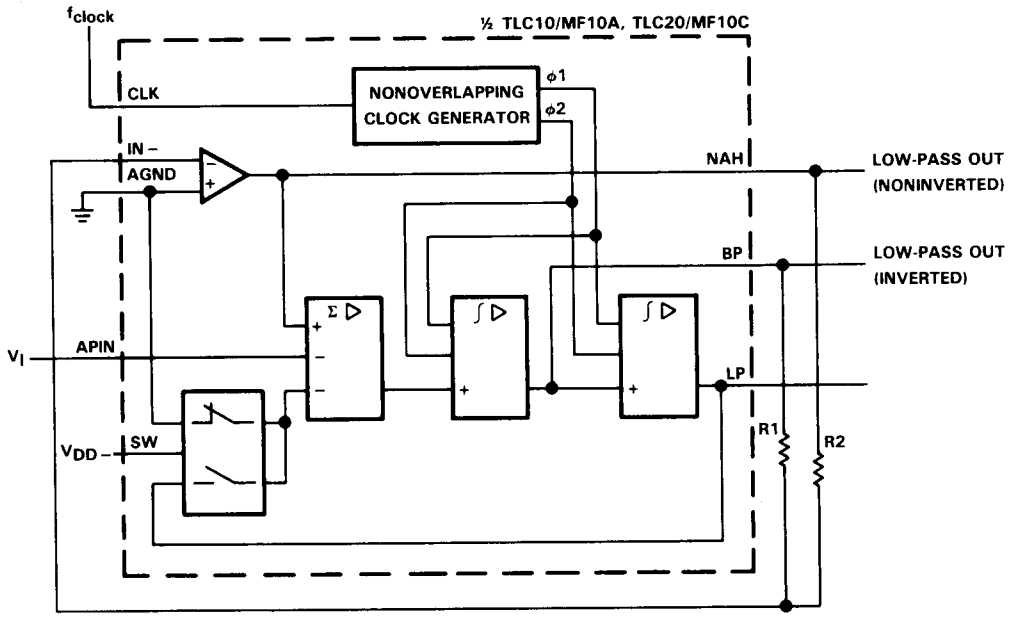 fclock
½ TLC10/MF10A, TLC20/MF10C
CLK
NONOVERLAPPING
CLOCK GENERATOR
ϕ1
ϕ2
IN –
AGND
–
+
NAH
LOW-PASS OUT
(NONINVERTED)
BP
LOW-PASS OUT
(INVERTED)
Σ ▷
∫ ▷
∫ ▷
+
VI
APIN
–
–
+
+
LP
VDD –
SW
R1
R2